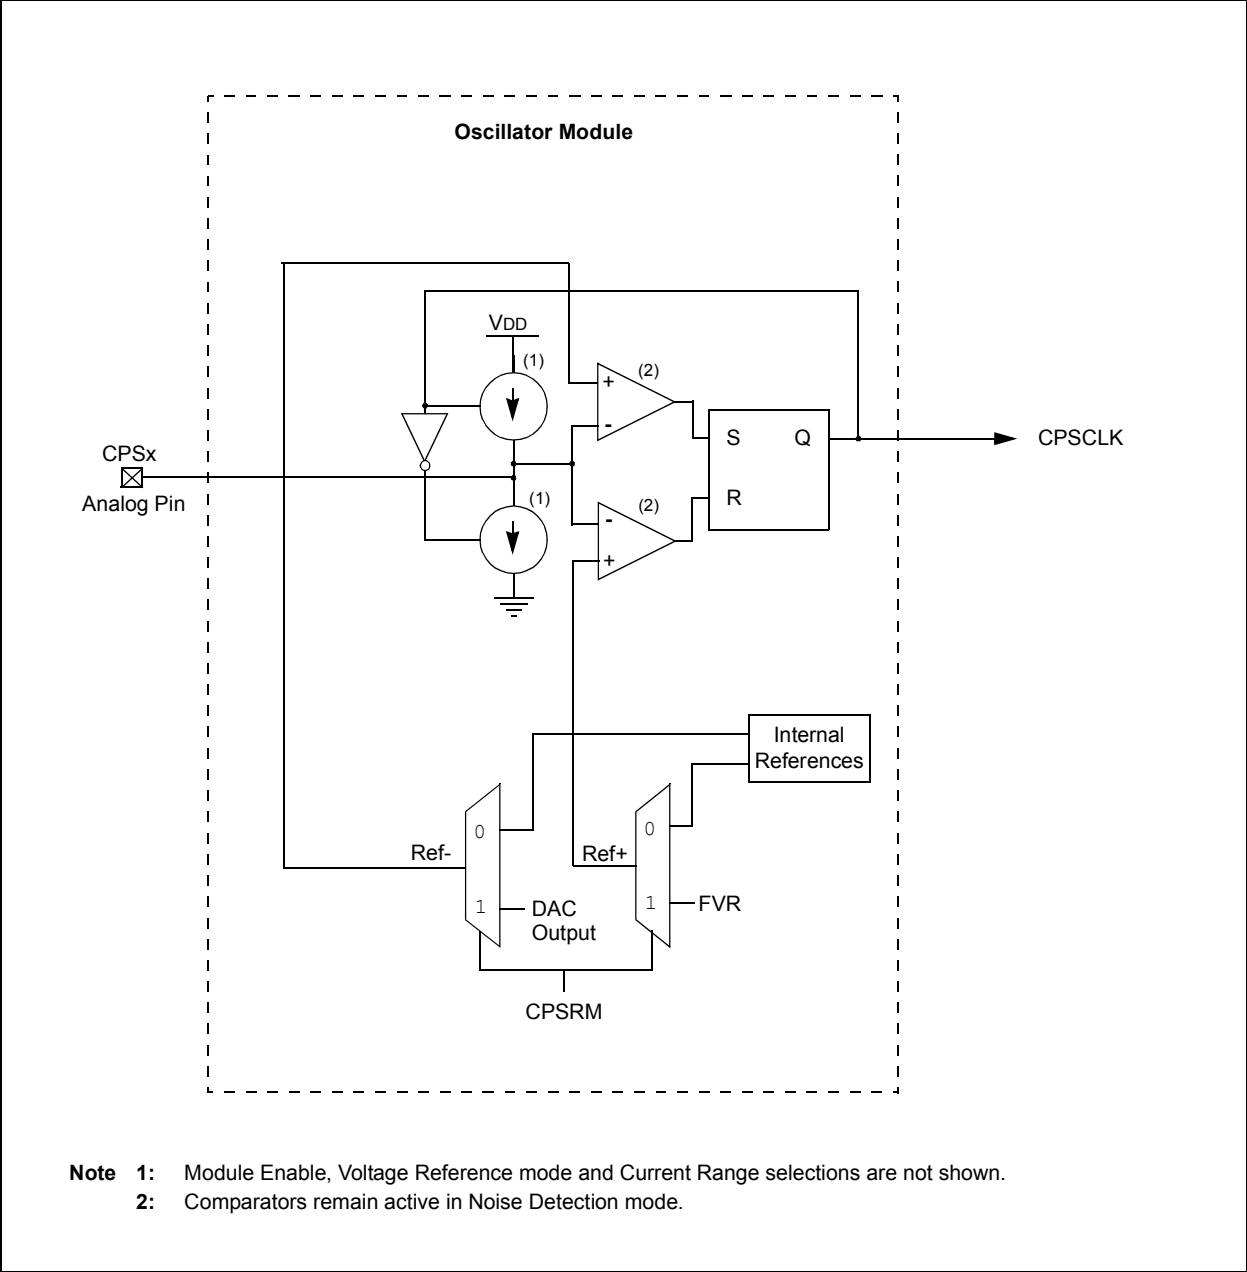 Oscillator Module
VDD
(1)
(2)
+
-
S
Q
R
CPSCLK
CPSx
Analog Pin
(1)
(2)
-
+
Internal
References
0
0
Ref-
Ref+
1
DAC
Output
1
FVR
CPSRM
Note 1: Module Enable, Voltage Reference mode and Current Range selections are not shown.
2: Comparators remain active in Noise Detection mode.